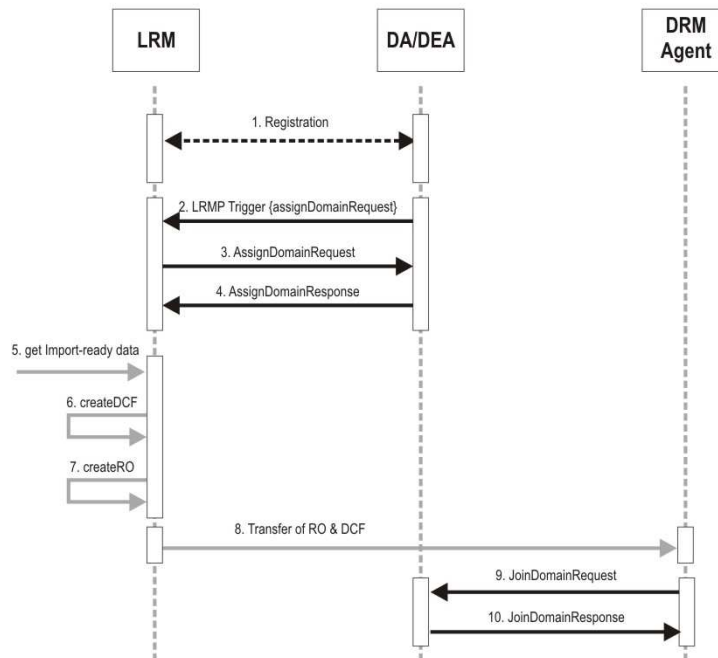 LRM
DA/DEA
DRM
Agent
1. Registration
2. LRMP Trigger {assignDomainRequest}
3. AssignDomainRequest
4. AssignDomainResponse
5. get Import-ready data
6. createDCF
7. createRO
8. Transfer of RO & DCF
9. JoinDomainRequest
10. JoinDomainResponse